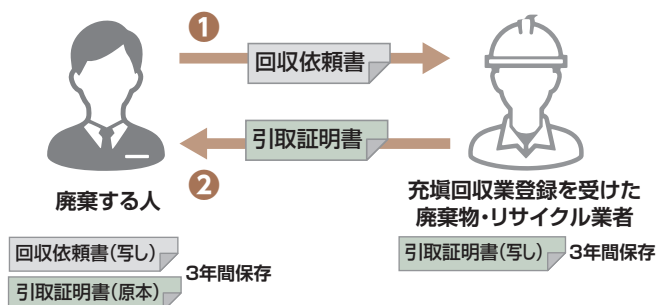 ❶
回収依頼書
引取証明書
❷
廃棄する人
充塡回収業登録を受けた
廃棄物・リサイクル業者
回収依頼書(写し)
引取証明書(原本)
3年間保存
引取証明書(写し)
3年間保存